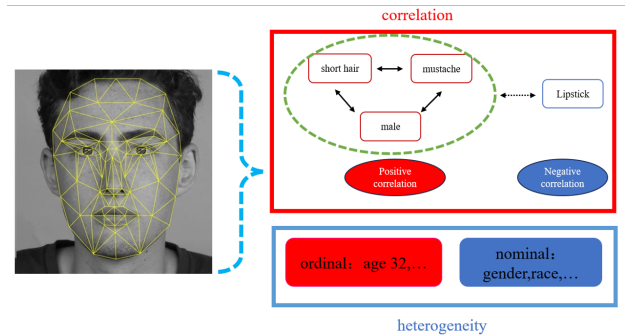 correlation
short hair
mustache
male
Lipstick
Positive
correlation
Negative
correlation
ordinal：age 32,…
nominal：
gender,race,…
heterogeneity